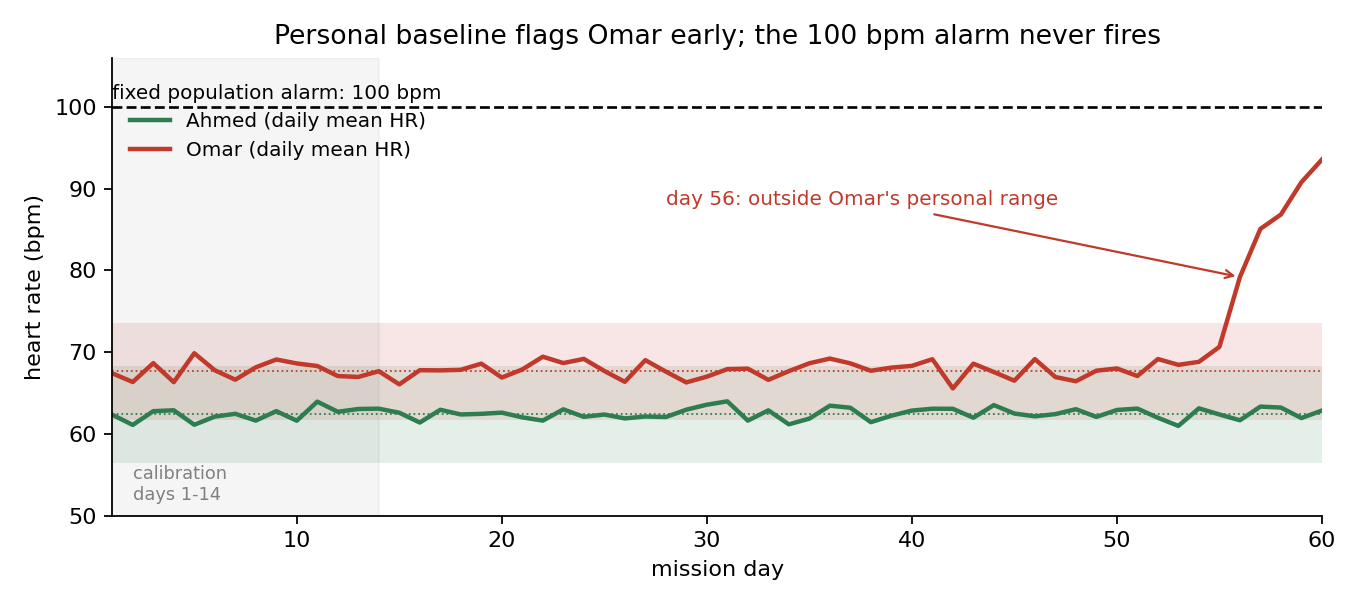 Personal baseline flags Omar early; the 100 bpm alarm never fires
fixed population alarm: 100 bpm
Ahmed (daily mean HR)
Omar (daily mean HR)
day 56: outside Omar's personal range
calibration
days 1-14
heart rate (bpm)
100
90
80
70
60
50
10
20
30
40
50
60
mission day